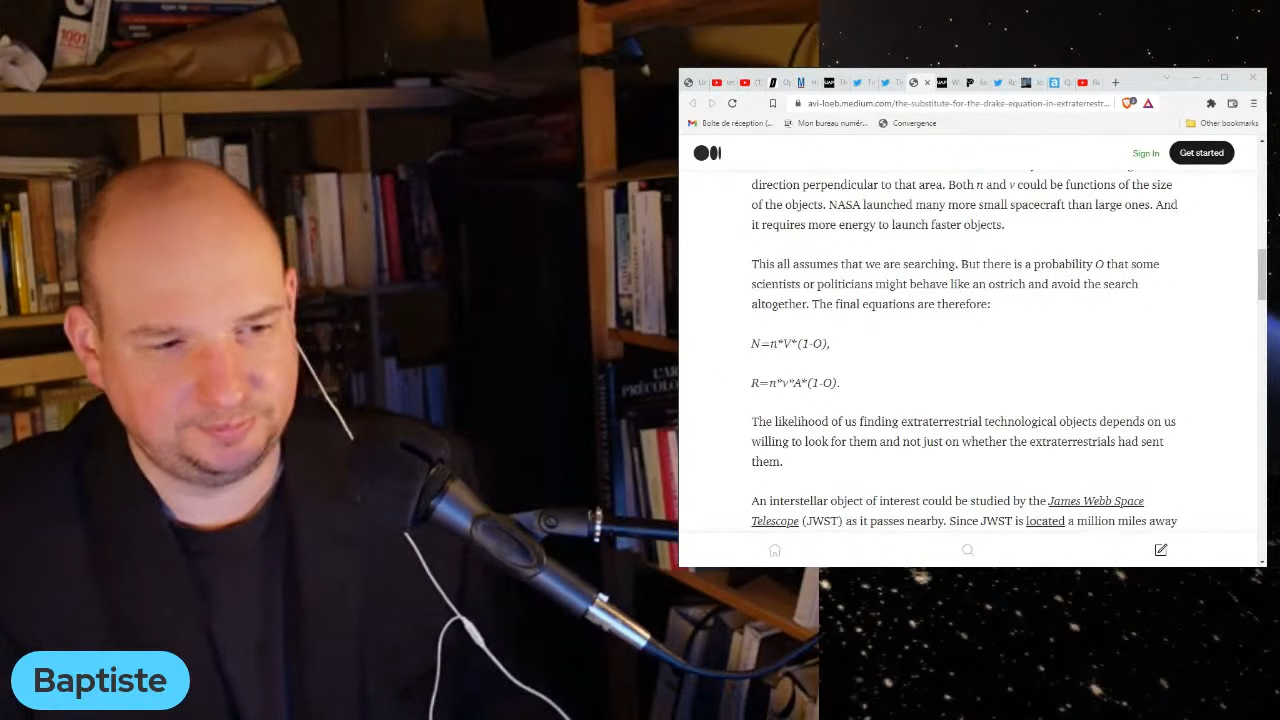 1001
L'AR
PRÉCOLO
Baptiste
avi-loeb.medium.com/the-substitute-for-the-drake-equation-in-extraterrestr...
Boîte de réception (... Mon bureau numér... Convergence Other bookmarks
Sign In Get started
direction perpendicular to that area. Both n and v could be functions of the size
of the objects. NASA launched many more small spacecraft than large ones. And
it requires more energy to launch faster objects.
This all assumes that we are searching. But there is a probability O that some
scientists or politicians might behave like an ostrich and avoid the search
altogether. The final equations are therefore:
N=n*V*(1-O),
R=n*v*A*(1-O).
The likelihood of us finding extraterrestrial technological objects depends on us
willing to look for them and not just on whether the extraterrestrials had sent
them.
An interstellar object of interest could be studied by the James Webb Space
Telescope (JWST) as it passes nearby. Since JWST is located a million miles away